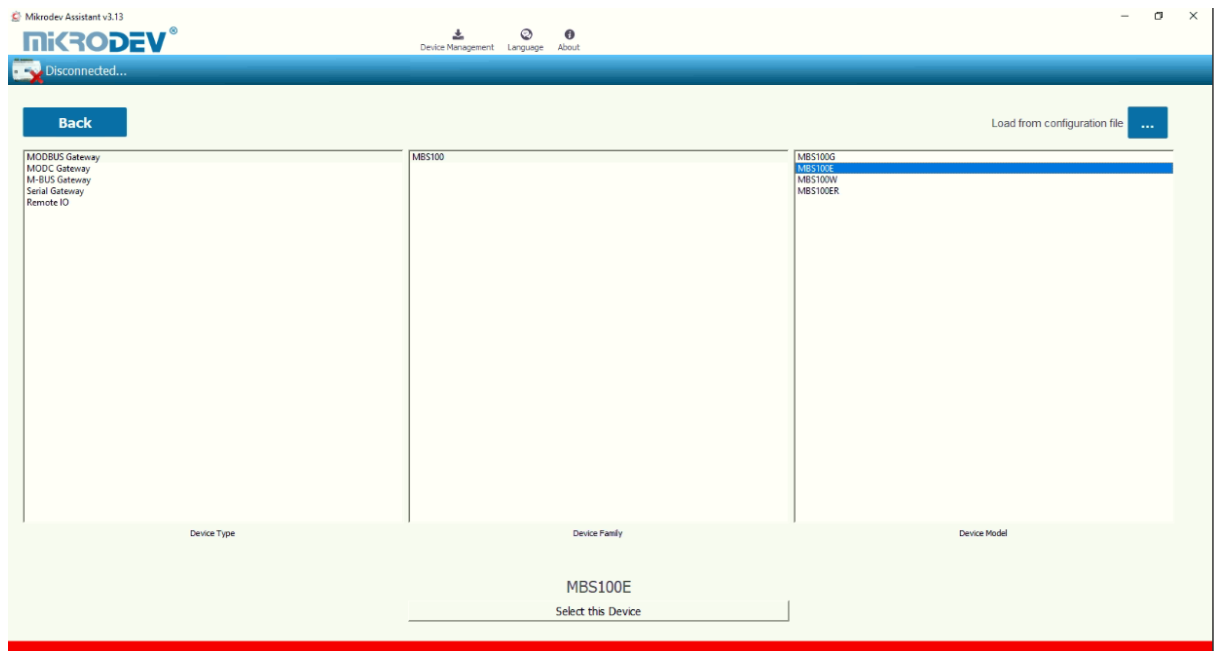 Mikrodev Assistant v3.13
MiKRODEV®
Device Management Language About
Disconnected...
Back
Load from configuration file ...
MODBUS Gateway
MODC Gateway
M-BUS Gateway
Serial Gateway
Remote IO
MBS100
MBS100G
MBS100E
MBS100W
MBS100ER
Device Type
Device Family
Device Model
MBS100E
Select this Device